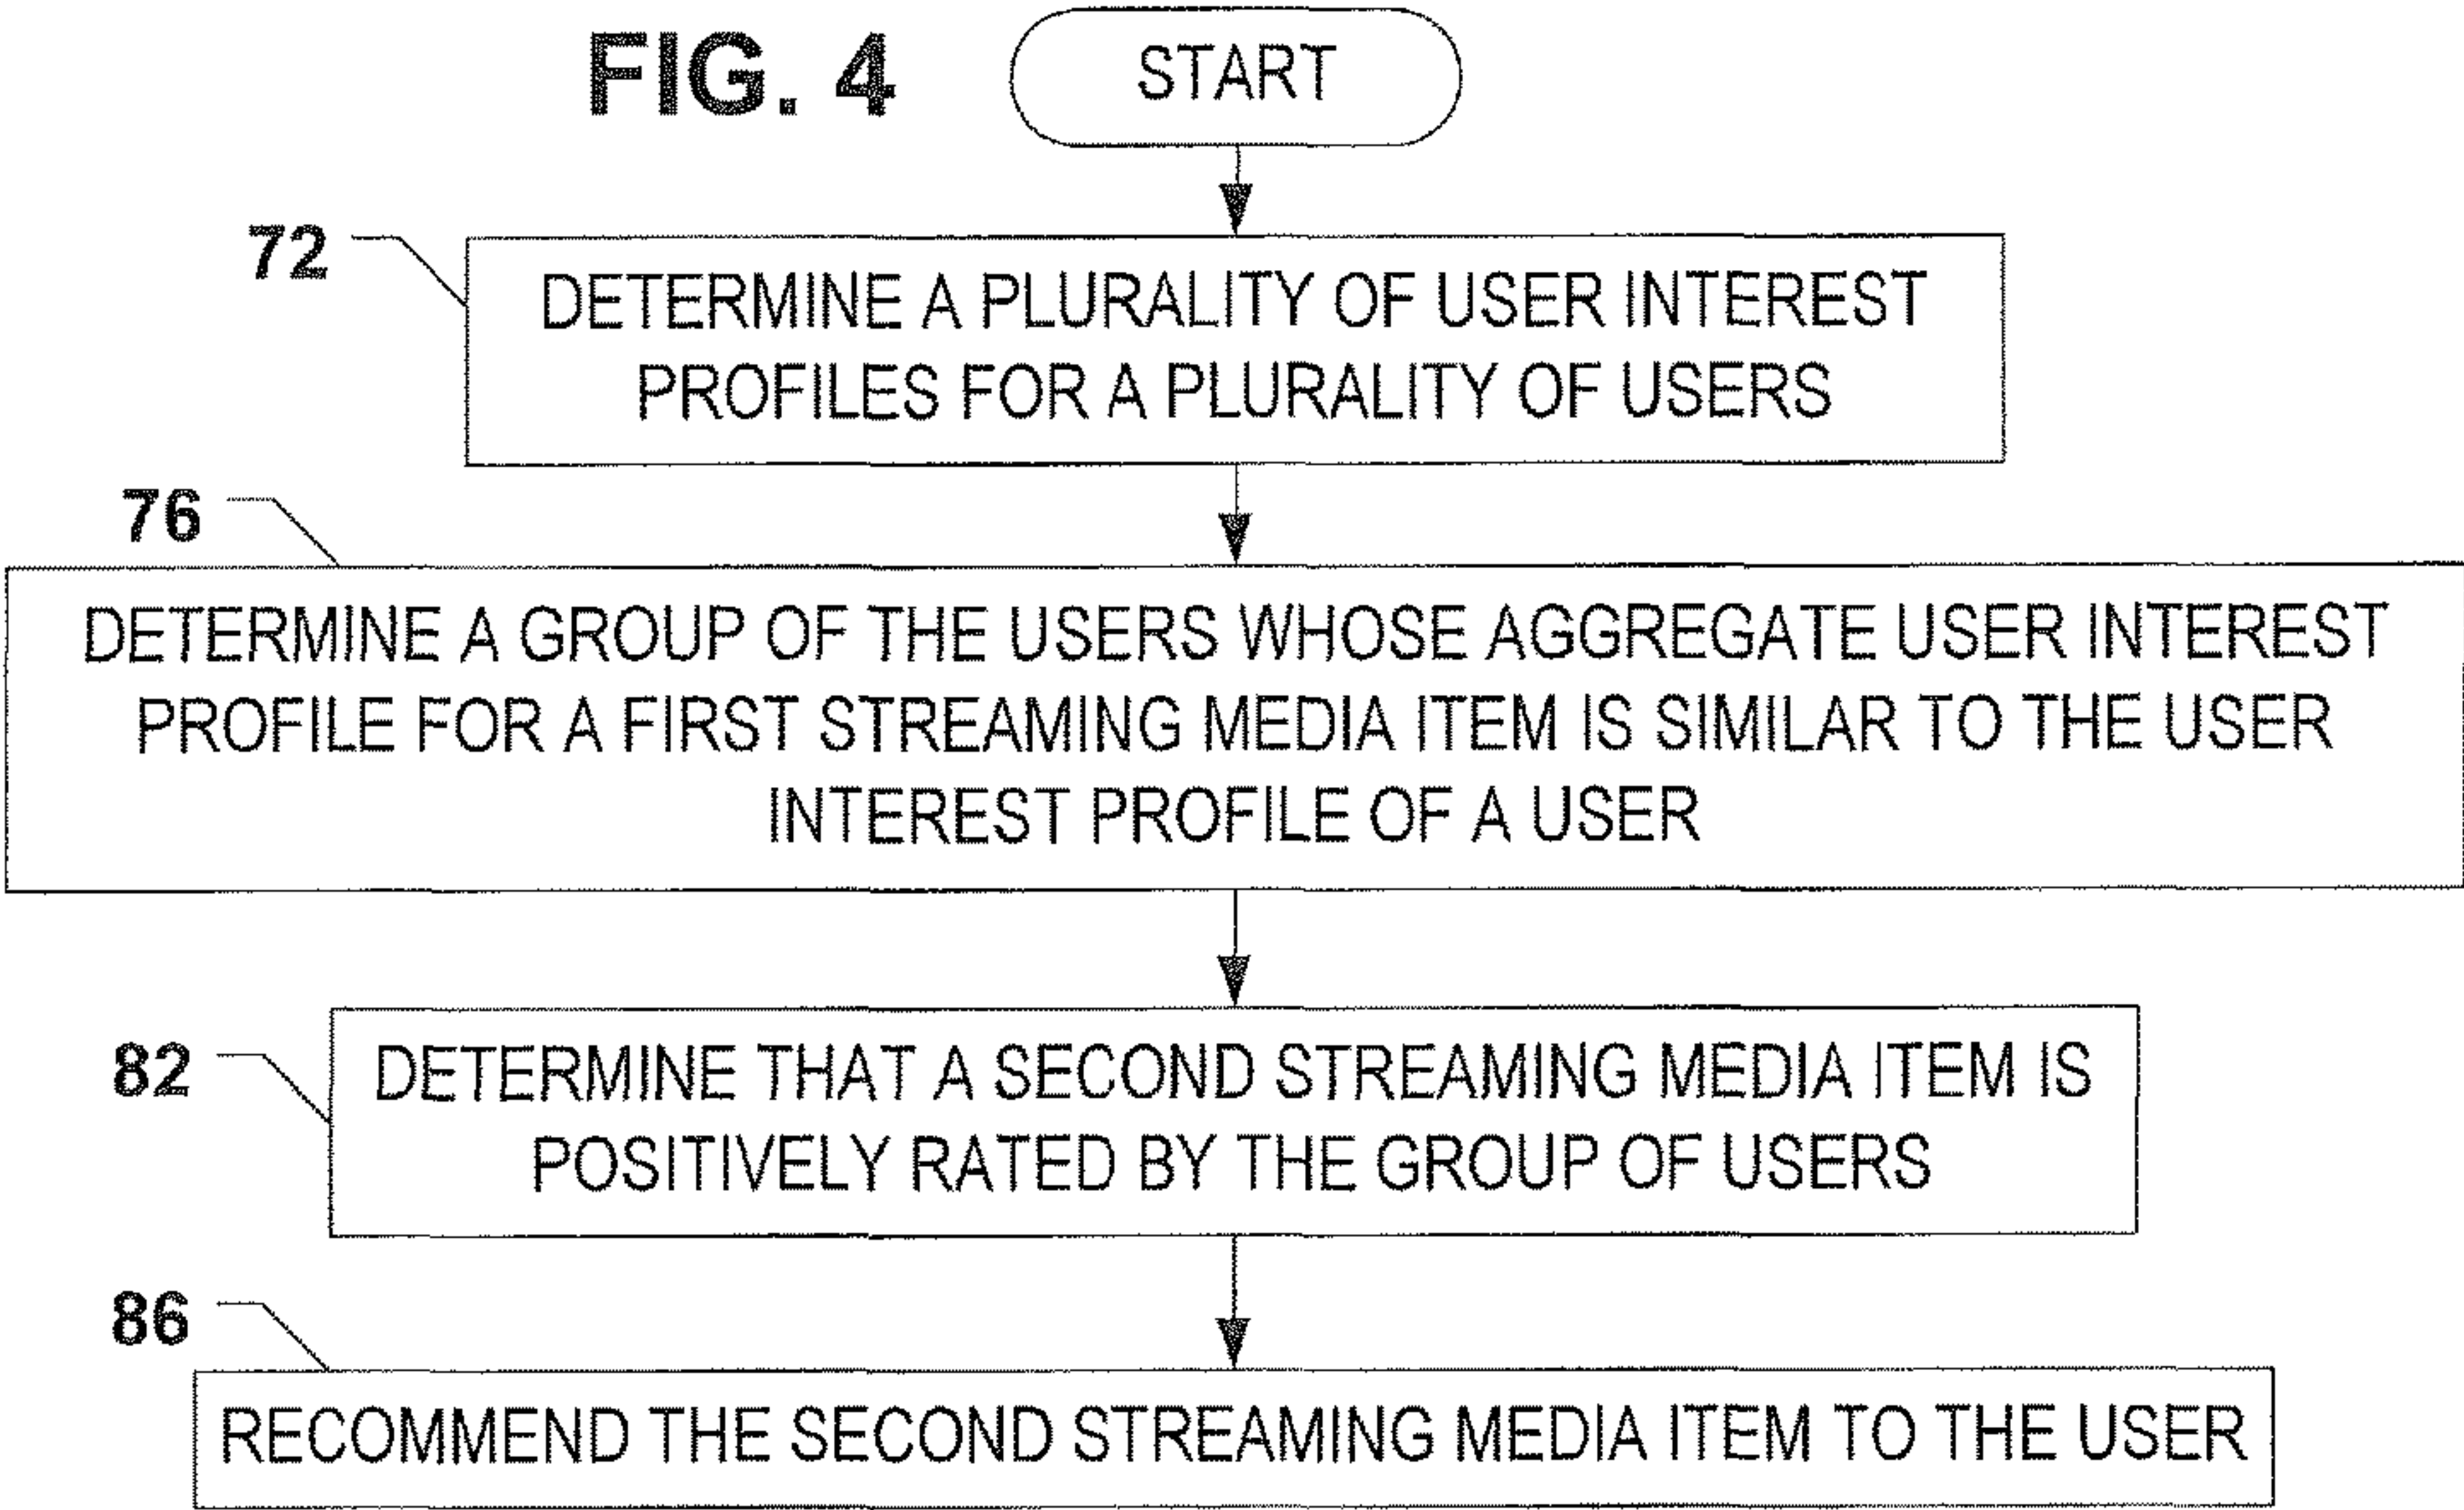 FIG. 4
START
72
DETERMINE A PLURALITY OF USER INTEREST
PROFILES FOR A PLURALITY OF USERS
76
DETERMINE A GROUP OF THE USERS WHOSE AGGREGATE USER INTEREST
PROFILE FOR A FIRST STREAMING MEDIA ITEM IS SIMILAR TO THE USER
INTEREST PROFILE OF A USER
82
DETERMINE THAT A SECOND STREAMING MEDIA ITEM IS
POSITIVELY RATED BY THE GROUP OF USERS
86
RECOMMEND THE SECOND STREAMING MEDIA ITEM TO THE USER